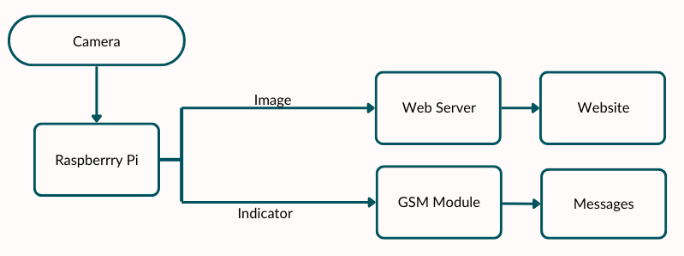 Camera
Raspberrry Pi
Image
Web Server
Website
Indicator
GSM Module
Messages